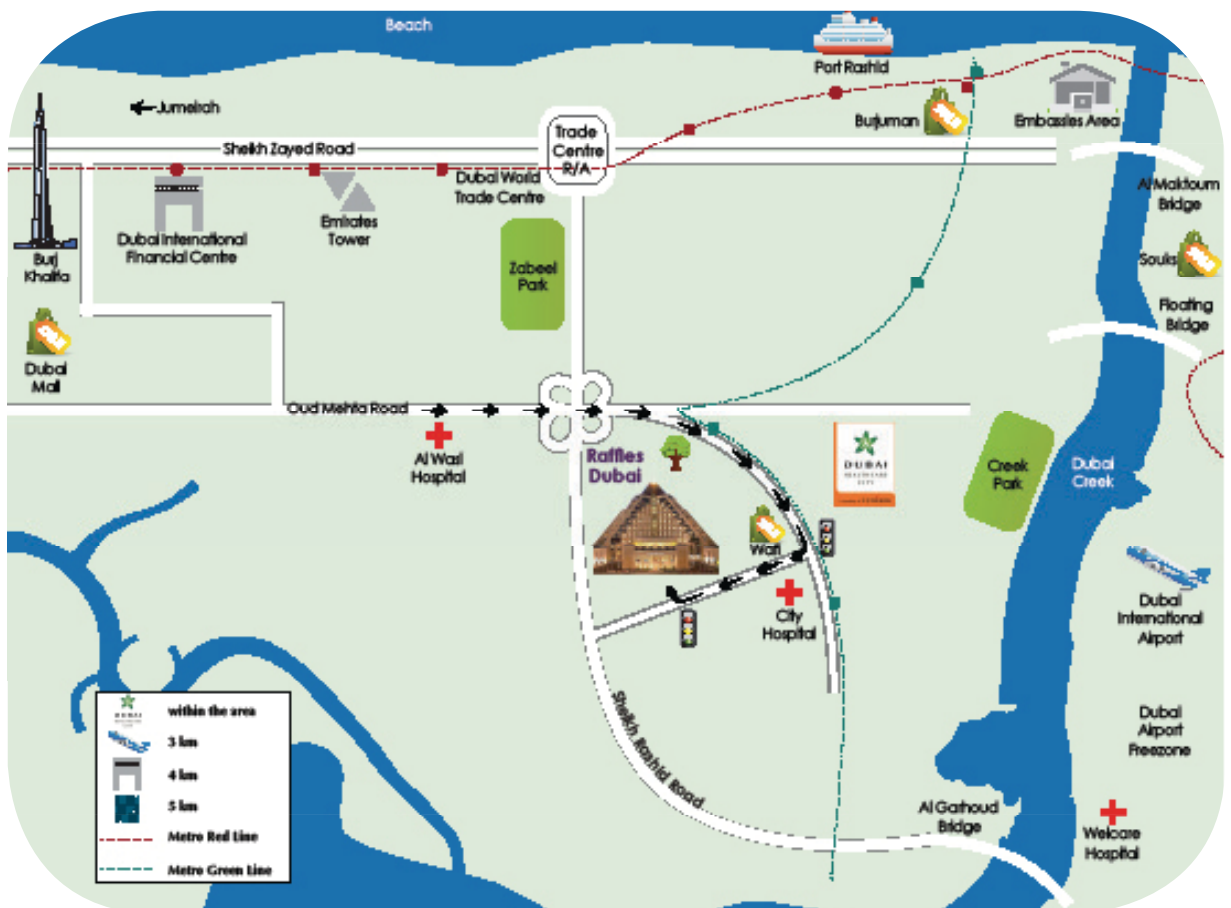 Beach
Port Rashid
Jumeirah
Burjuman
Embassies Area
Trade
Centre
R/A
Sheikh Zayed Road
Dubai World
Trade Centre
Al Maktoum
Bridge
Dubai International
Financial Centre
Emirates
Tower
Burj
Khalifa
Zabeel
Park
Souks
Floating
Bridge
Dubai
Mall
Oud Mehta Road
Al Wasl
Hospital
Raffles
Dubai
DUBAI
HEALTHCARE
CITY
Creek
Park
Dubai
Creek
Wafi
City
Hospital
Dubai
International
Airport
Sheikh Rashid Road
Dubai
Airport
Freezone
Al Garhoud
Bridge
Welcare
Hospital
DUBAI
within the area
3 km
4 km
5 km
Metro Red Line
Metro Green Line